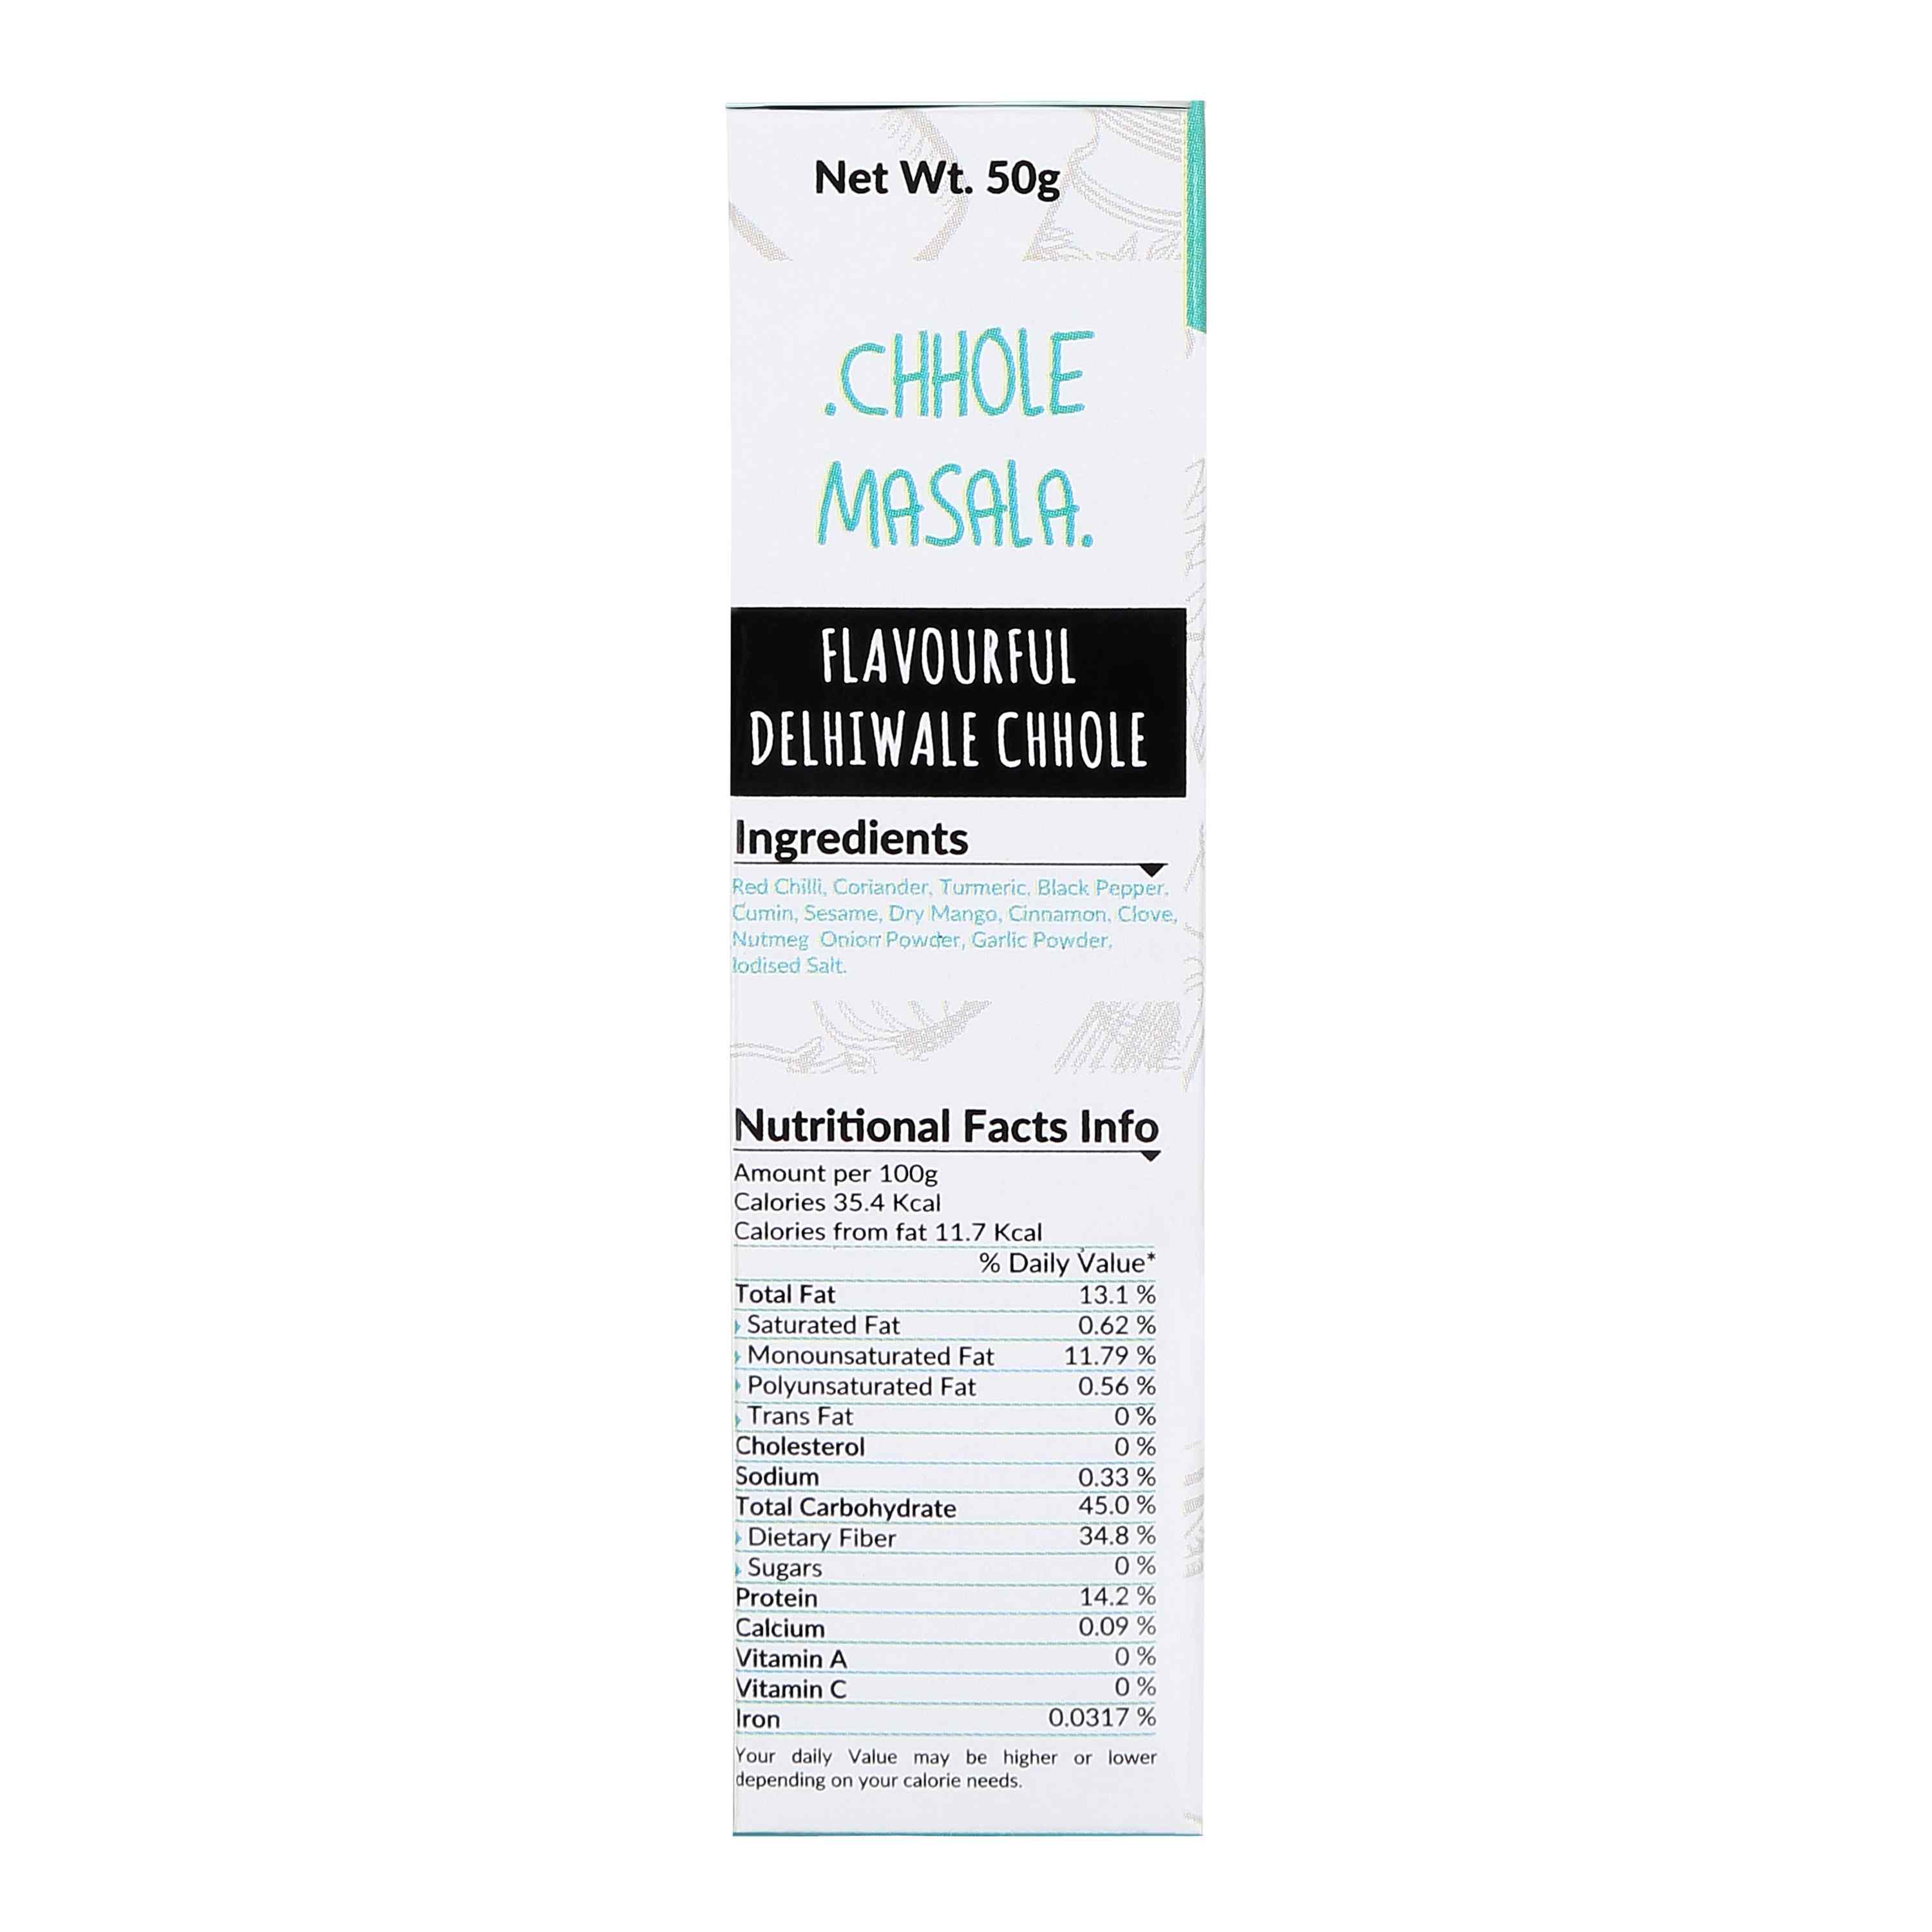 Net Wt. 50g
.CHHOLE
MASALA.
FLAVOURFUL
DELHIWALE CHHOLE
Ingredients
Red Chilli, Coriander, Turmeric, Black Pepper,
Cumin, Sesame, Dry Mango, Cinnamon, Clove,
Nutmeg Onion Powder, Garlic Powder,
Iodised Salt.
Nutritional Facts Info
Amount per 100g
Calories 35.4 Kcal
Calories from fat 11.7 Kcal
% Daily Value*
Total Fat 13.1 %
Saturated Fat 0.62 %
Monounsaturated Fat 11.79 %
Polyunsaturated Fat 0.56 %
Trans Fat 0 %
Cholesterol 0 %
Sodium 0.33 %
Total Carbohydrate 45.0 %
Dietary Fiber 34.8 %
Sugars 0 %
Protein 14.2 %
Calcium 0.09 %
Vitamin A 0 %
Vitamin C 0 %
Iron 0.0317 %
Your daily Value may be higher or lower
depending on your calorie needs.